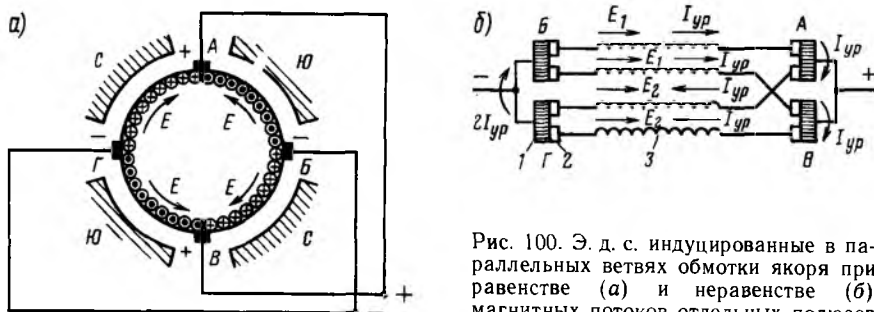 а)
С
+
А
Ю
Е
Е
−
Г
−
Б
Е
Е
Ю
+
В
С
−
+
б)
Б
E₁
Iур
А
Iур
E₁
Iур
−
E₂
Iур
+
2Iур
E₂
Iур
Iур
1
Г
2
3
В
Рис. 100. Э. д. с. индуцированные в па-
раллельных ветвях обмотки якоря при
равенстве (а) и неравенстве (б)
магнитных потоков отдельных полюсов